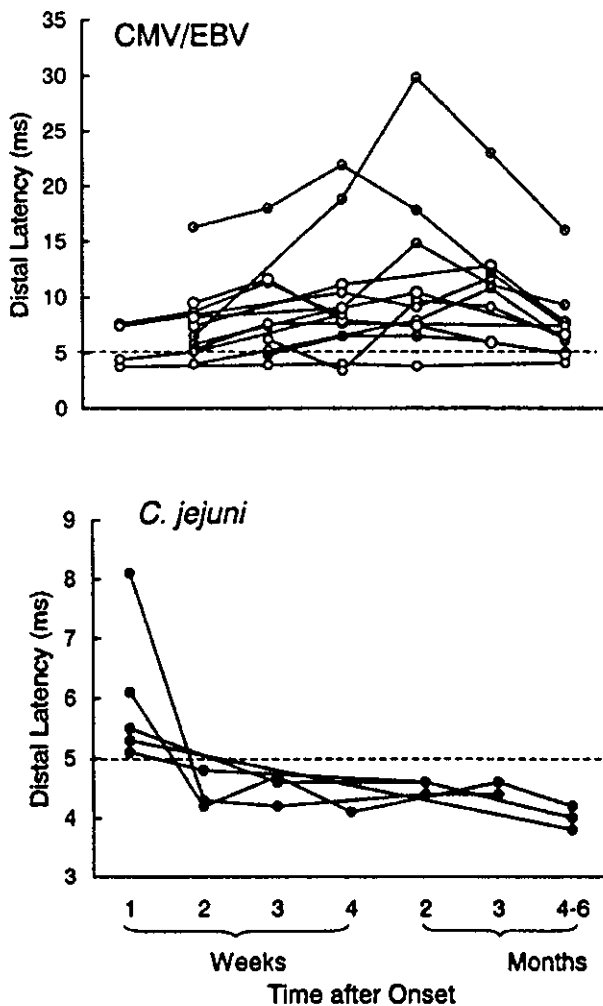 CMV/EBV
Distal Latency (ms)
35
30
25
20
15
10
5
0
C. jejuni
Distal Latency (ms)
9
8
7
6
5
4
3
1 2 3 4 2 3 4-6
Weeks Months
Time after Onset